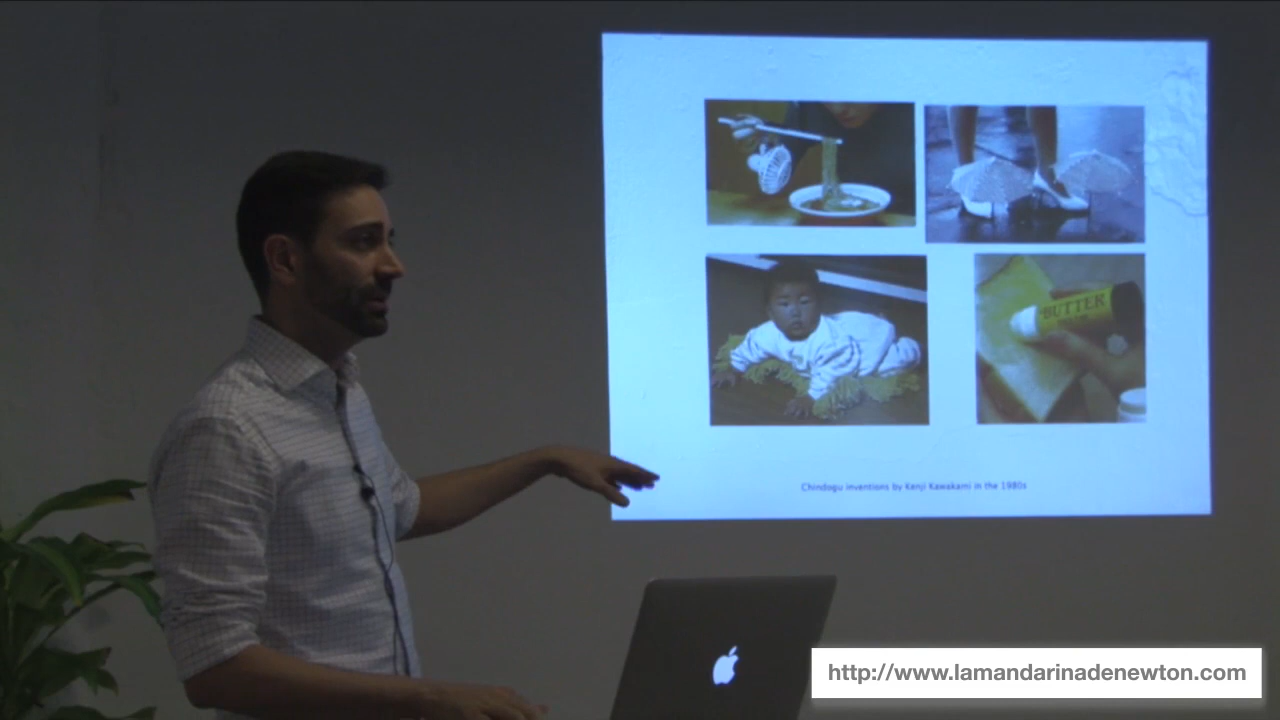 BUTTER
Chindogu inventions by Kenji Kawakami in the 1980s
http://www.lamandarinadenewton.com